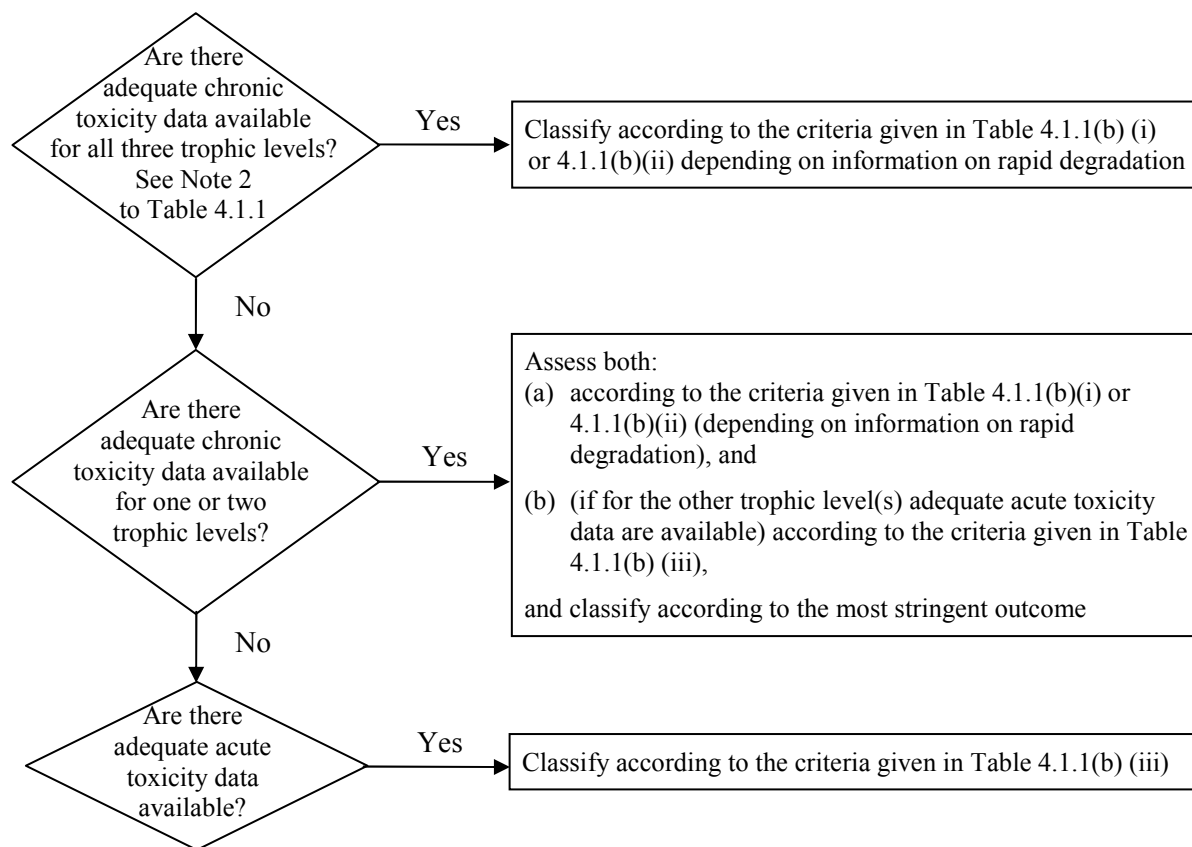 Are there
adequate chronic
toxicity data available
for all three trophic levels?
See Note 2
to Table 4.1.1
Yes
Classify according to the criteria given in Table 4.1.1(b) (i)
or 4.1.1(b)(ii) depending on information on rapid degradation
No
Are there
adequate chronic
toxicity data available
for one or two
trophic levels?
Yes
Assess both:
(a) according to the criteria given in Table 4.1.1(b)(i) or
4.1.1(b)(ii) (depending on information on rapid
degradation), and
(b) (if for the other trophic level(s) adequate acute toxicity
data are available) according to the criteria given in Table
4.1.1(b) (iii),
and classify according to the most stringent outcome
No
Are there
adequate acute
toxicity data
available?
Yes
Classify according to the criteria given in Table 4.1.1(b) (iii)